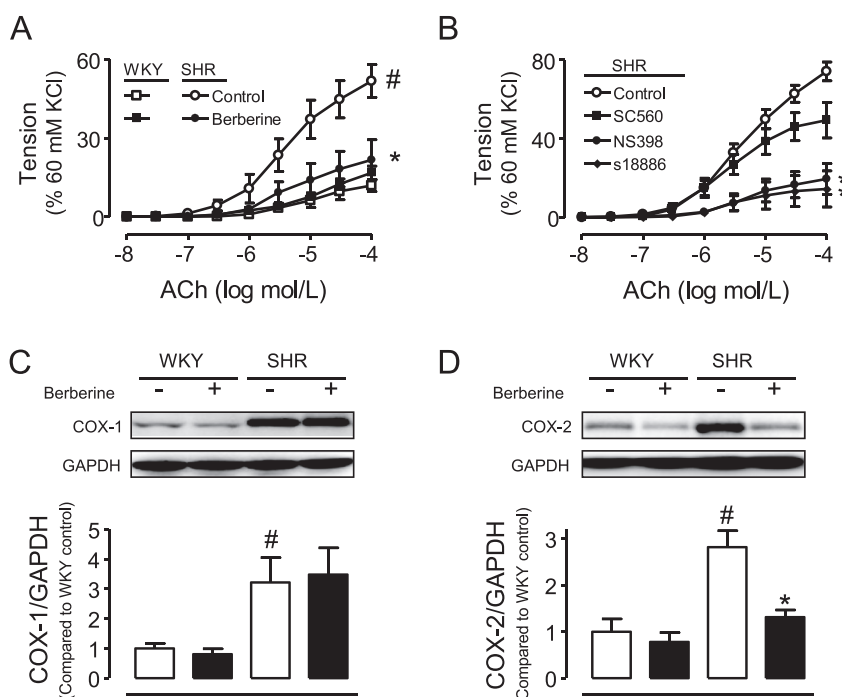 A
60
30
0
Tension
(% 60 mM KCl)
WKY SHR
Control
Berberine
#
*
-8 -7 -6 -5 -4
ACh (log mol/L)
B
80
40
0
Tension
(% 60 mM KCl)
SHR
Control
SC560
NS398
s18886
*
*
-8 -7 -6 -5 -4
ACh (log mol/L)
C
WKY SHR
Berberine - + - +
COX-1
GAPDH
COX-1/GAPDH
(Compared to WKY control)
5
4
3
2
1
0
#
D
WKY SHR
Berberine - + - +
COX-2
GAPDH
COX-2/GAPDH
(Compared to WKY control)
3
2
1
0
#
*